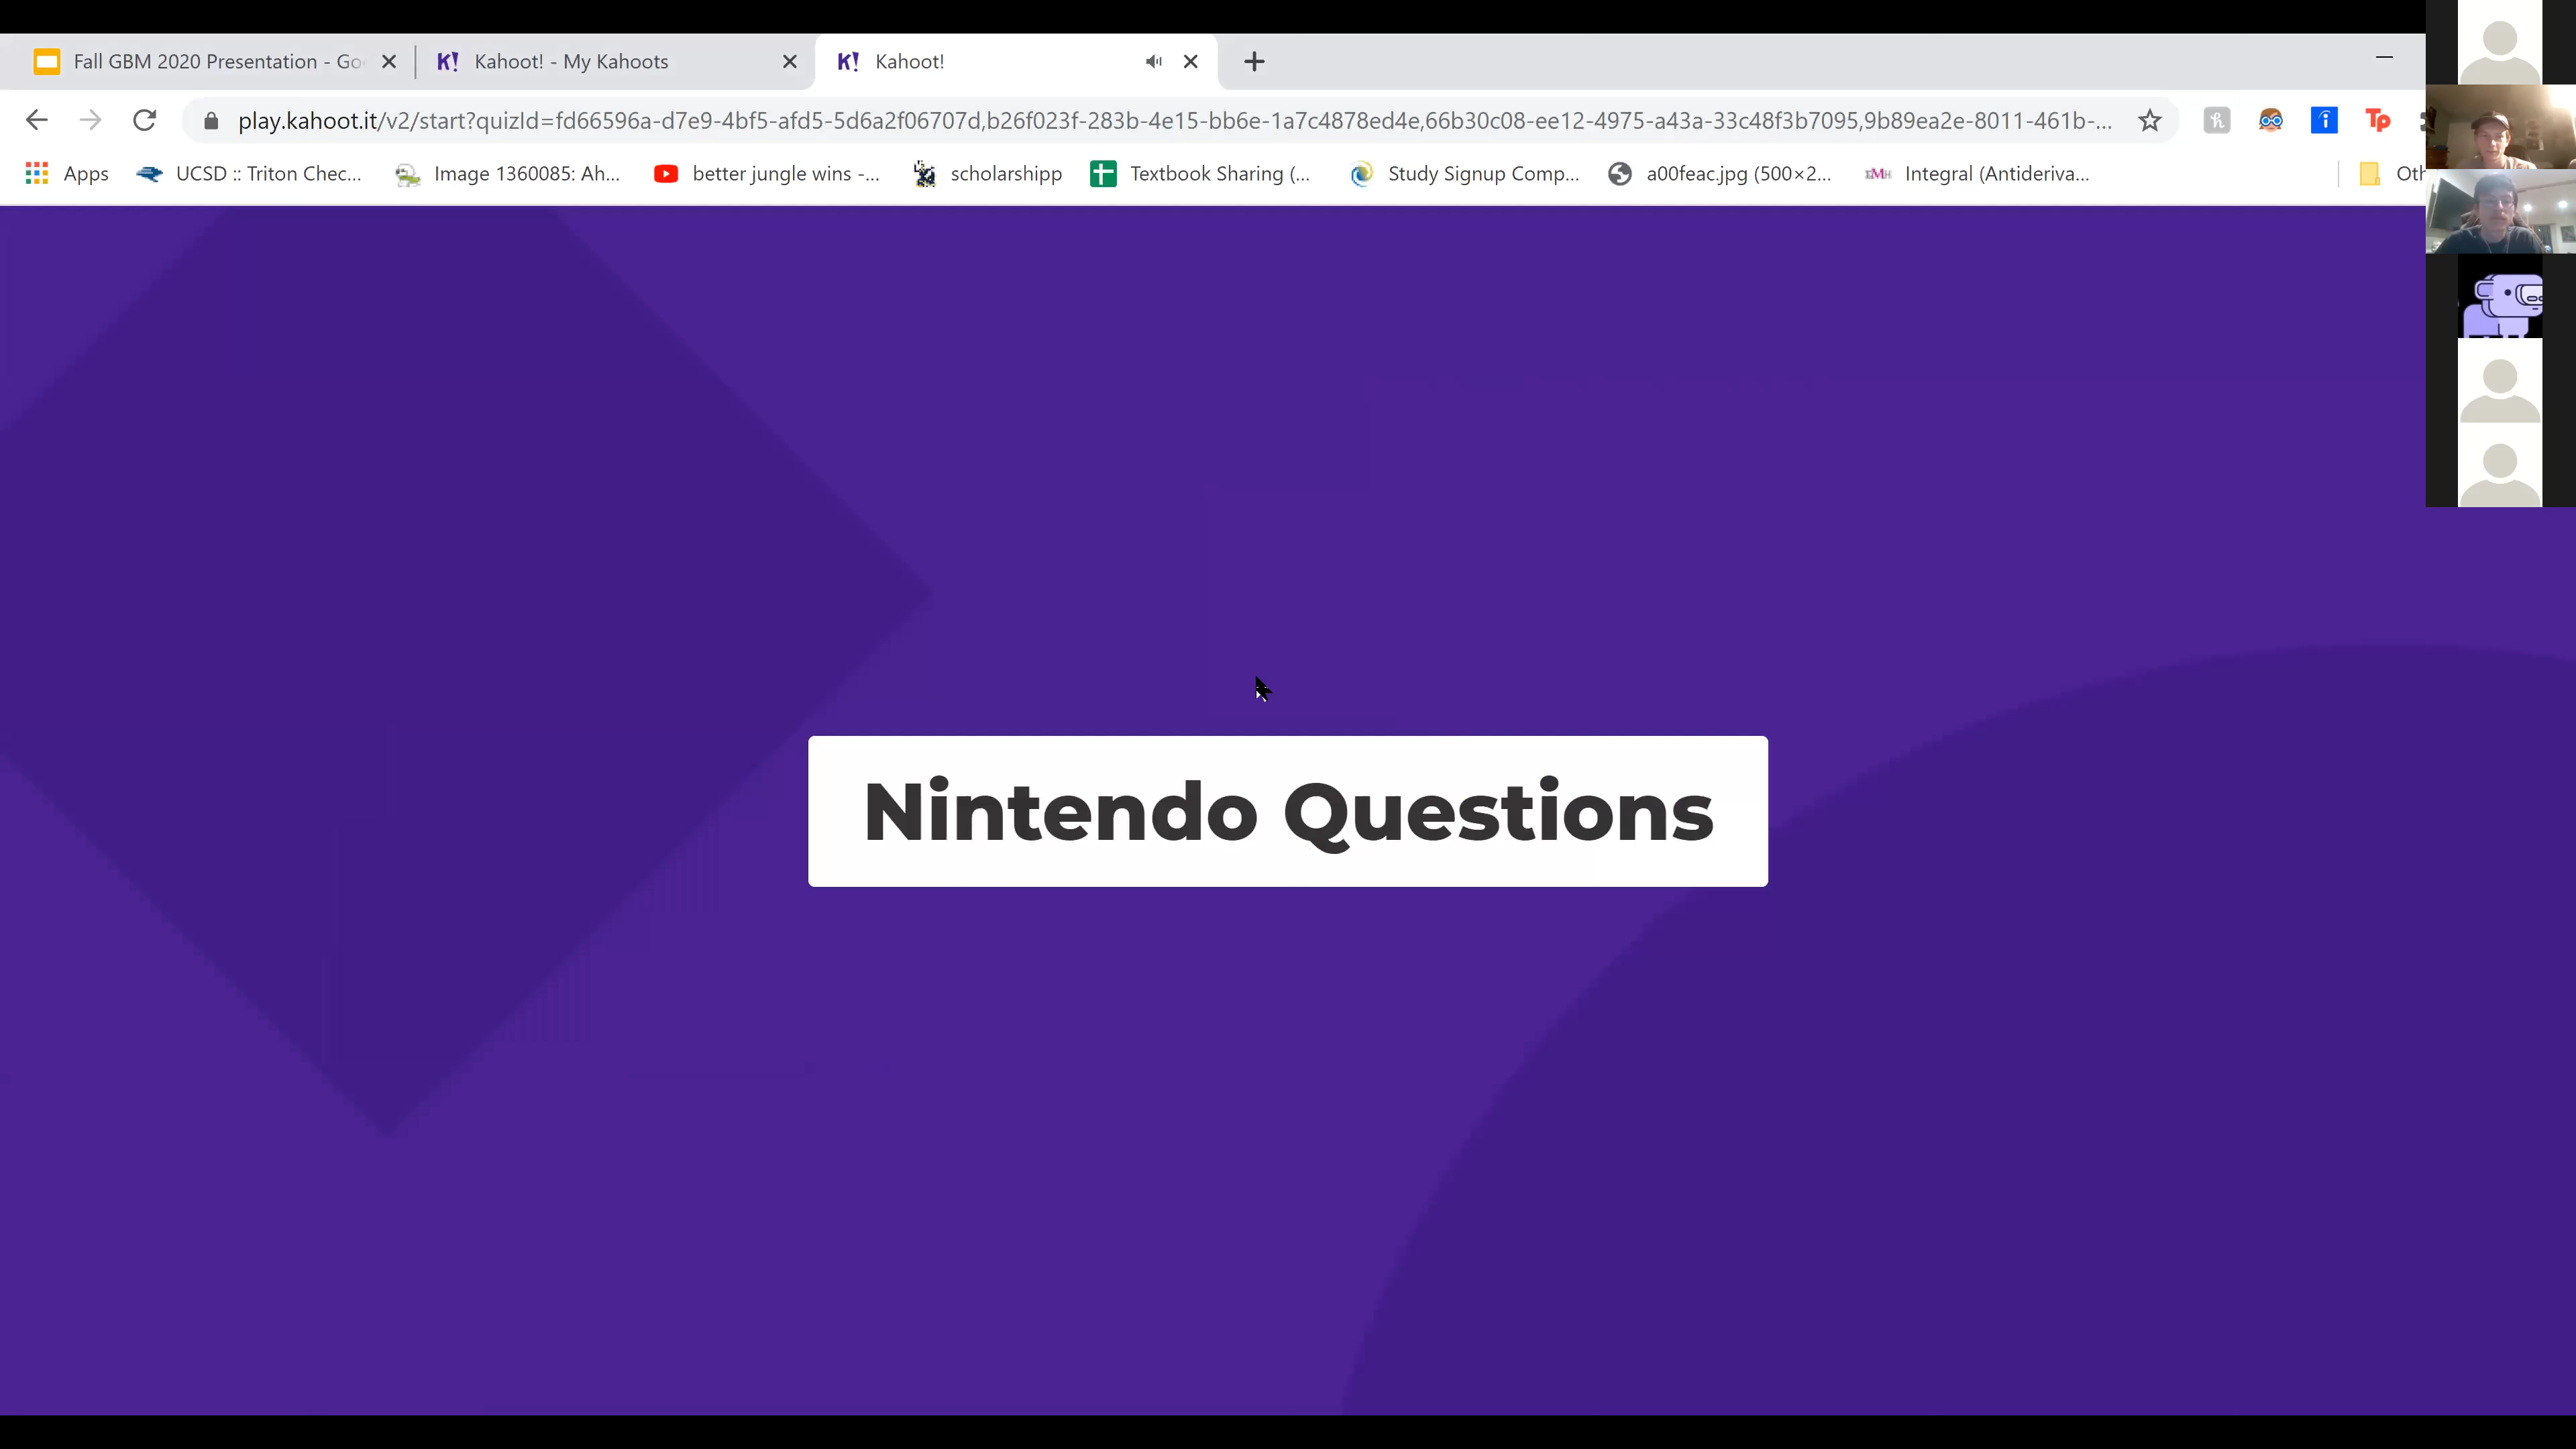 Fall GBM 2020 Presentation - Go
K! Kahoot! - My Kahoots
K! Kahoot!
play.kahoot.it/v2/start?quizId=fd66596a-d7e9-4bf5-afd5-5d6a2f06707d,b26f023f-283b-4e15-bb6e-1a7c4878ed4e,66b30c08-ee12-4975-a43a-33c48f3b7095,9b89ea2e-8011-461b-...
h
i
Tp
Apps
UCSD :: Triton Chec...
Image 1360085: Ah...
better jungle wins -...
scholarshipp
Textbook Sharing (...
Study Signup Comp...
a00feac.jpg (500×2...
ΣMH Integral (Antideriva...
Oth
Nintendo Questions